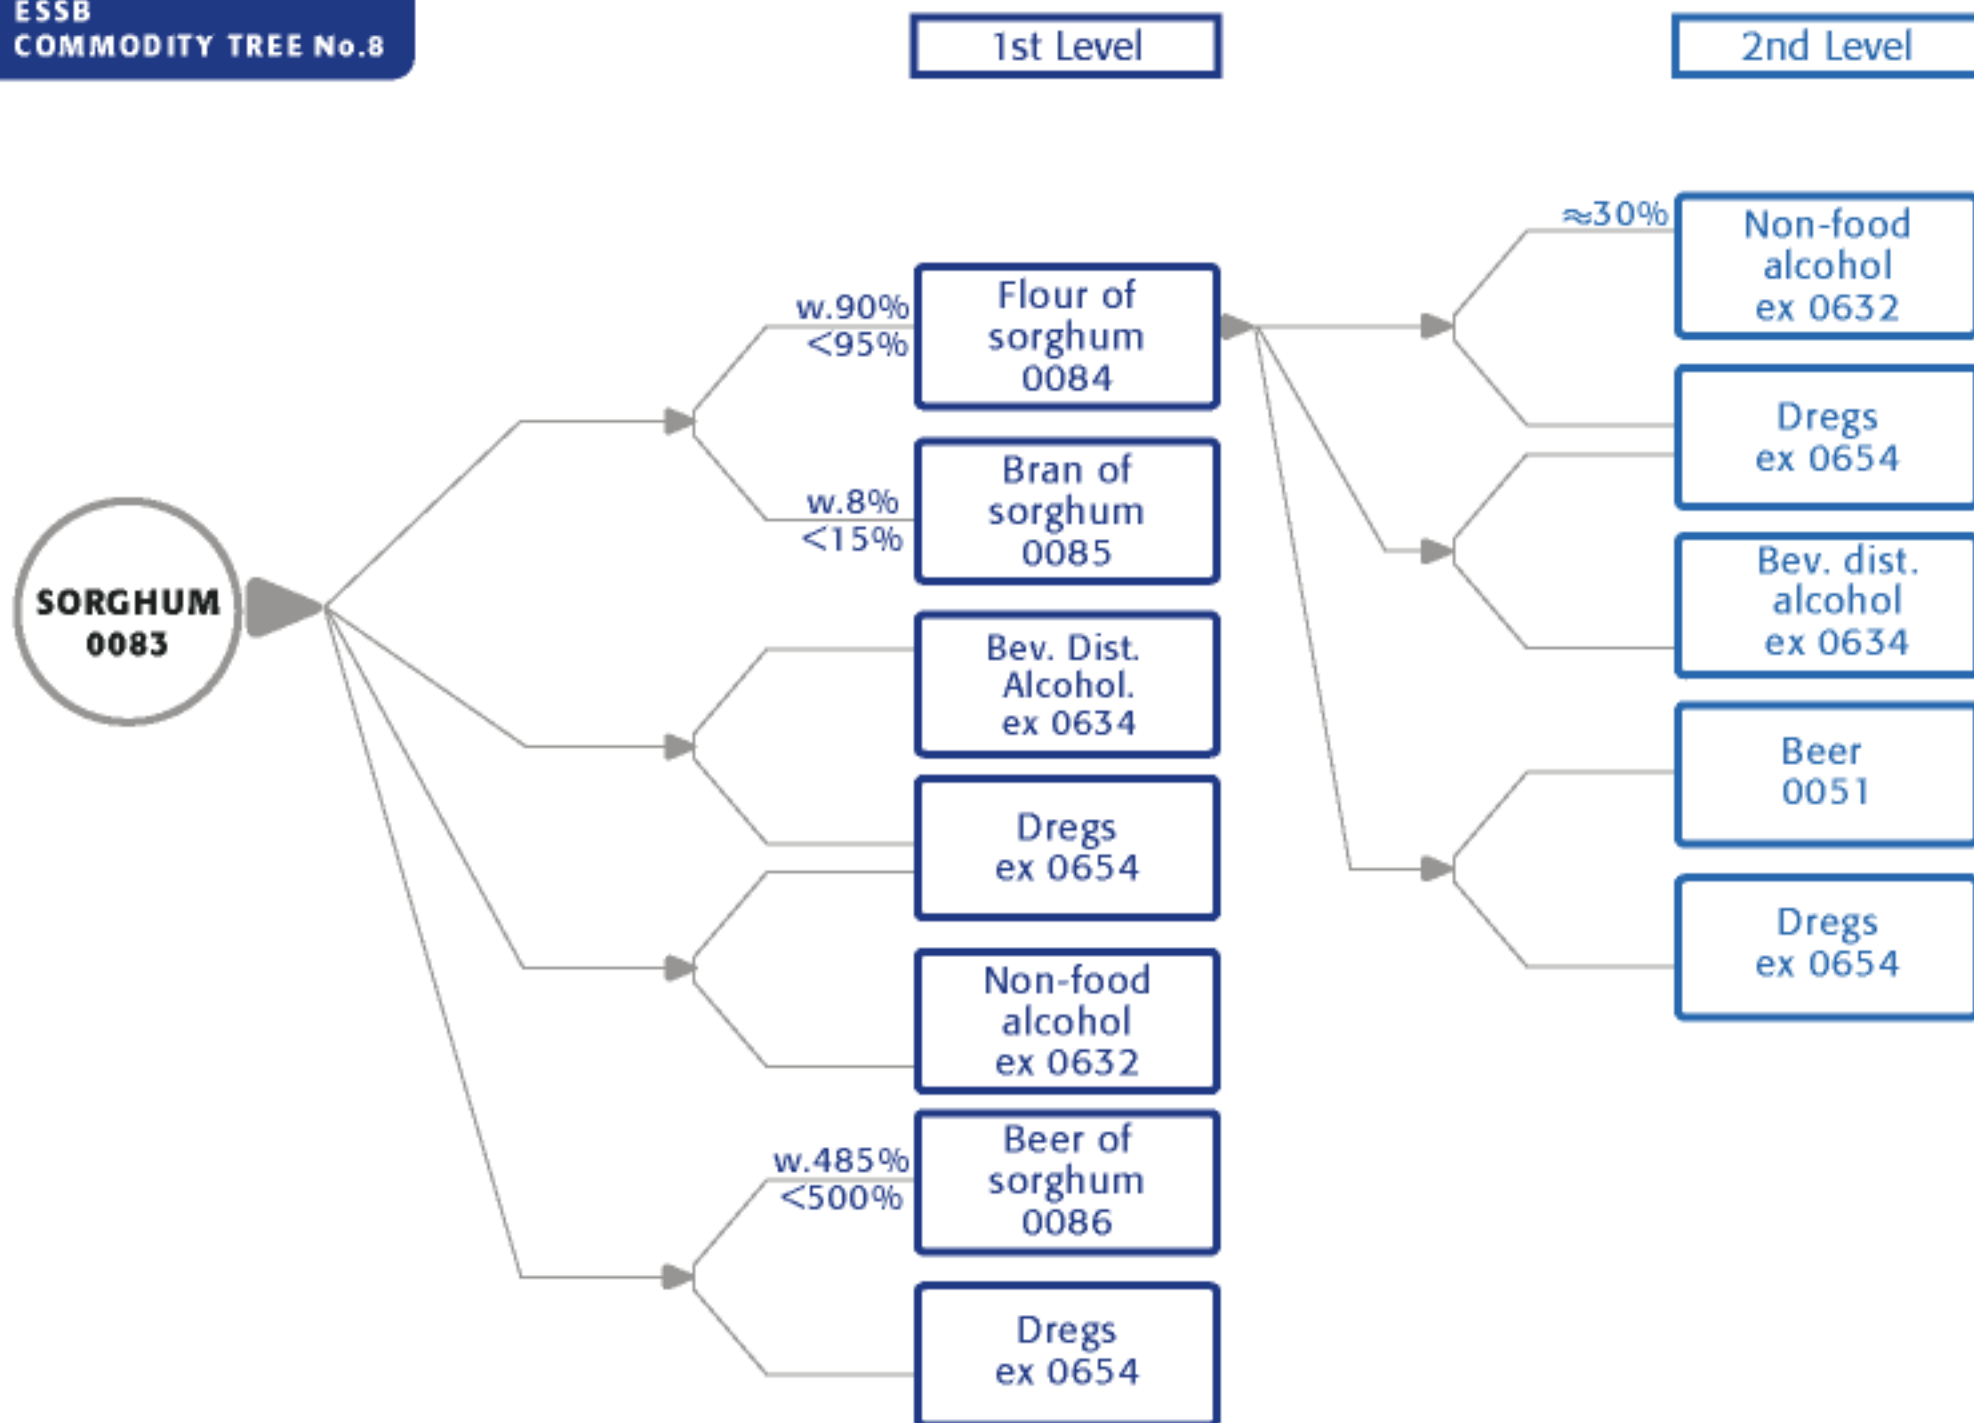 ESSB
COMMODITY TREE No.8
1st Level
2nd Level
SORGHUM
0083
w.90%
<95%
Flour of
sorghum
0084
w.8%
<15%
Bran of
sorghum
0085
Bev. Dist.
Alcohol.
ex 0634
Dregs
ex 0654
Non-food
alcohol
ex 0632
w.485%
<500%
Beer of
sorghum
0086
Dregs
ex 0654
≈30%
Non-food
alcohol
ex 0632
Dregs
ex 0654
Bev. dist.
alcohol
ex 0634
Beer
0051
Dregs
ex 0654